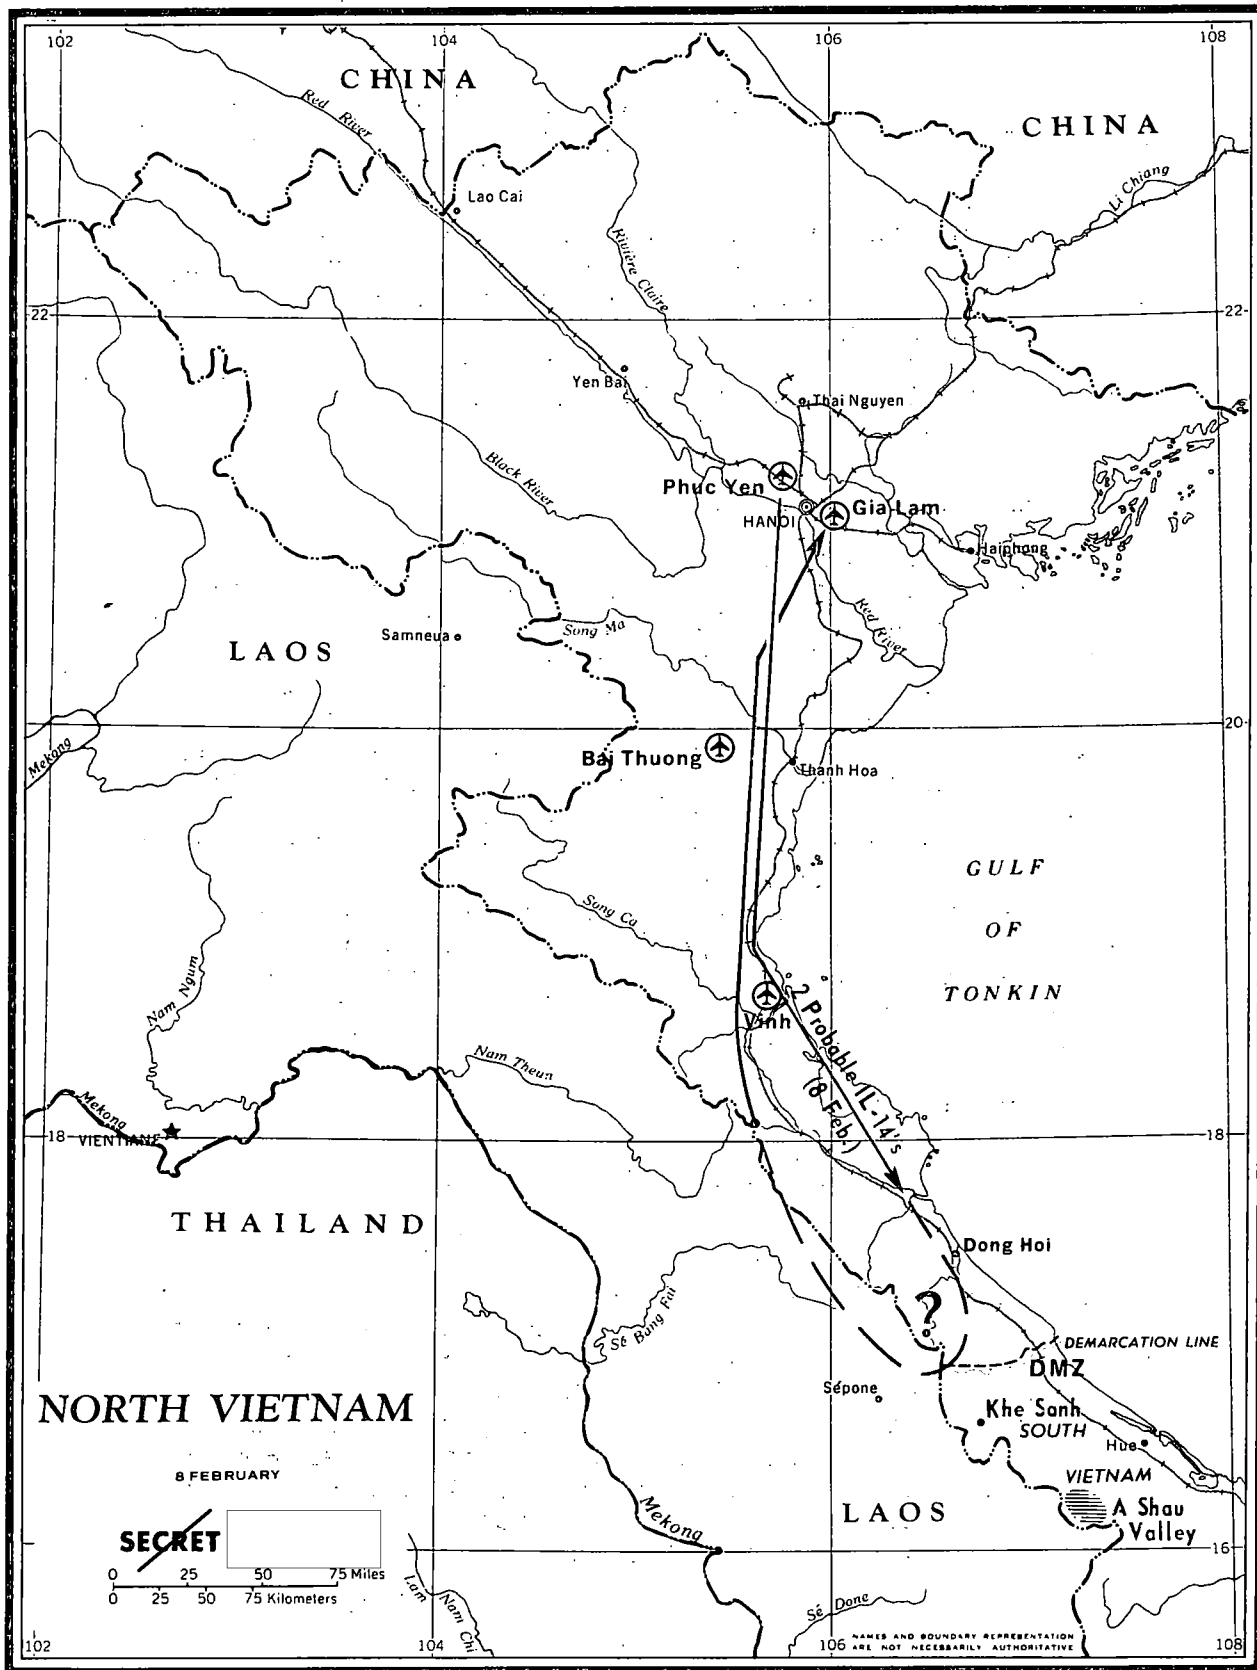 102
104
106
108
CHINA
Red River
CHINA
Li Chiang
Lao Cai
Rivière Claire
22
22
Yen Bai
Thai Nguyen
Black River
Phuc Yen
HANOI
Gia Lam
Haiphong
Red River
Samneua
Song Ma
LAOS
20
Mekong
Bai Thuong
Thanh Hoa
GULF
OF
TONKIN
Song Ca
Nam Ngum
Vinh
2 Probable IL-14's
(8 Feb.)
Nam Theun
Mekong
VIENTIANE
18
18
THAILAND
Dong Hoi
?
Sé Bang Fai
DEMARCATION LINE
DMZ
Sépone
Khe Sanh
SOUTH
VIETNAM
Hue
NORTH VIETNAM
8 FEBRUARY
A Shau
Valley
LAOS
Mekong
SECRET
16
0 25 50 75 Miles
0 25 50 75 Kilometers
Lam
Nam Chi
Sé Done
NAMES AND BOUNDARY REPRESENTATION
ARE NOT NECESSARILY AUTHORITATIVE
102
104
106
108